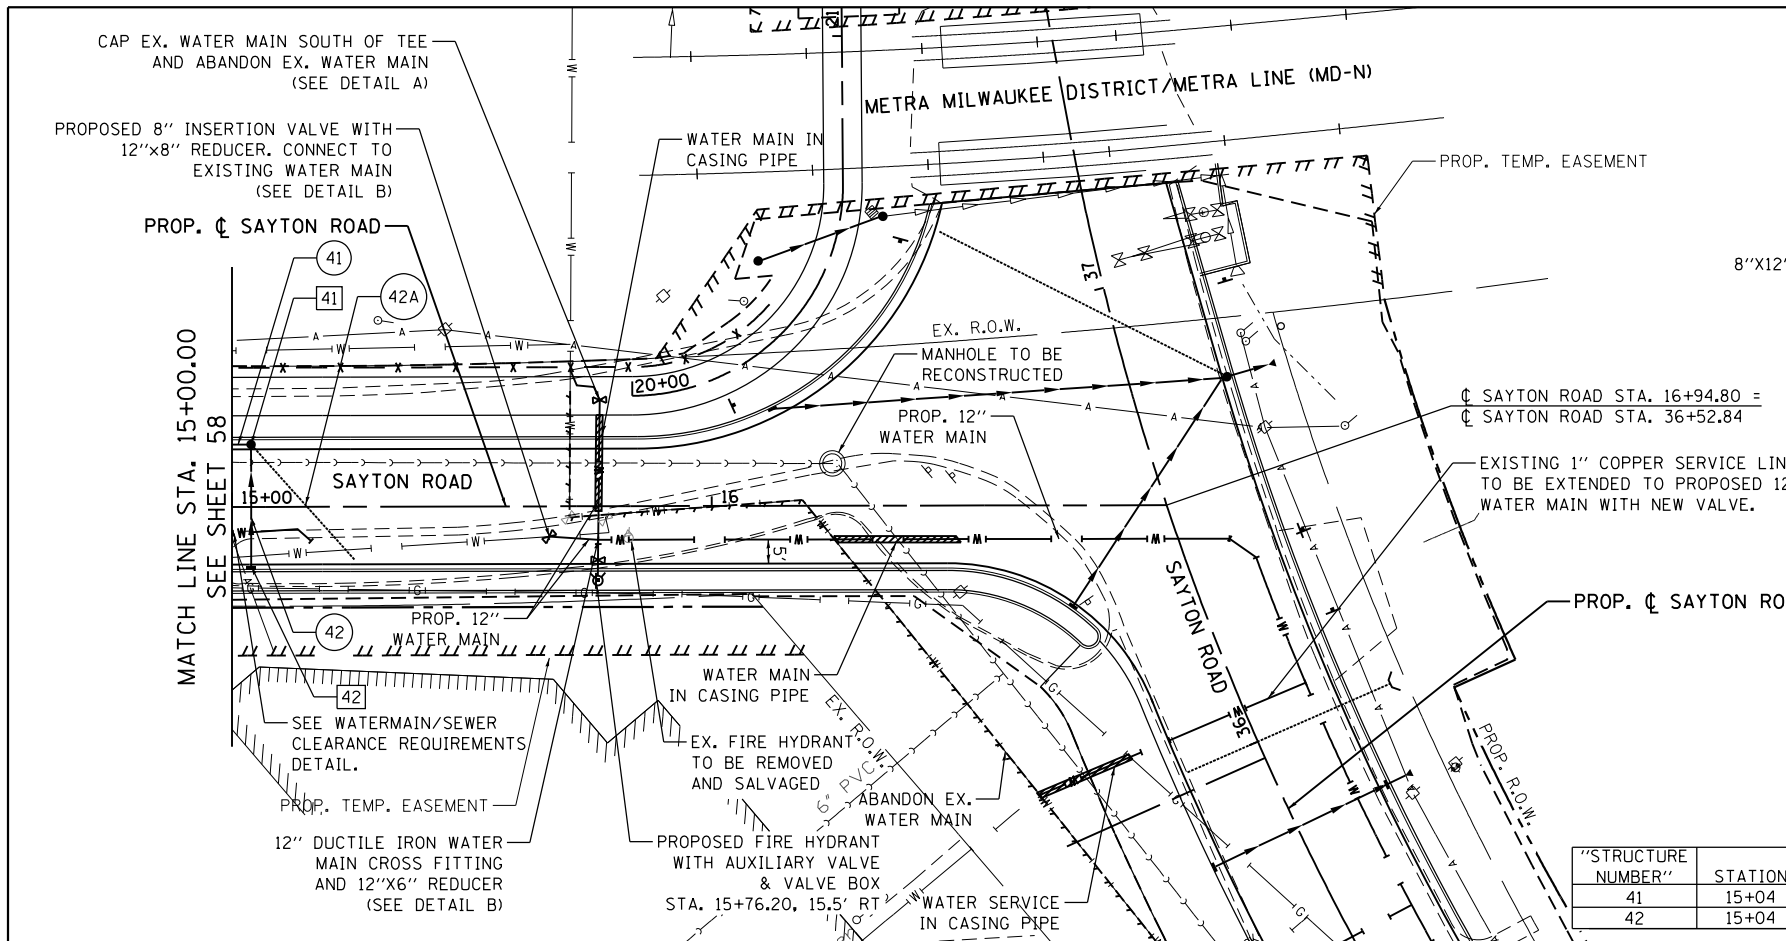 CAP EX. WATER MAIN SOUTH OF TEE
AND ABANDON EX. WATER MAIN
(SEE DETAIL A)
PROPOSED 8'' INSERTION VALVE WITH
12''x8'' REDUCER. CONNECT TO
EXISTING WATER MAIN
(SEE DETAIL B)
PROP. ℄ SAYTON ROAD
WATER MAIN IN
CASING PIPE
METRA MILWAUKEE DISTRICT/METRA LINE (MD-N)
PROP. TEMP. EASEMENT
8''X12''
41
41
42A
37
EX. R.O.W.
MANHOLE TO BE
RECONSTRUCTED
20+00
PROP. 12''
WATER MAIN
℄ SAYTON ROAD STA. 16+94.80 =
℄ SAYTON ROAD STA. 36+52.84
MATCH LINE STA. 15+00.00
SEE SHEET 58
SAYTON ROAD
15+00
16
EXISTING 1'' COPPER SERVICE LIN
TO BE EXTENDED TO PROPOSED 12
WATER MAIN WITH NEW VALVE.
5'
SAYTON ROAD
PROP. ℄ SAYTON RO
42
PROP. 12''
WATER MAIN
WATER MAIN
IN CASING PIPE
42
36
SEE WATERMAIN/SEWER
CLEARANCE REQUIREMENTS
DETAIL.
EX. R.O.W.
6" PVC
EX. FIRE HYDRANT
TO BE REMOVED
AND SALVAGED
PROP. R.O.W.
PROP. TEMP. EASEMENT
ABANDON EX.
WATER MAIN
12'' DUCTILE IRON WATER
MAIN CROSS FITTING
AND 12''X6'' REDUCER
(SEE DETAIL B)
PROPOSED FIRE HYDRANT
WITH AUXILIARY VALVE
& VALVE BOX
STA. 15+76.20, 15.5' RT
WATER SERVICE
IN CASING PIPE
''STRUCTURE
NUMBER'' STATION
41 15+04
42 15+04